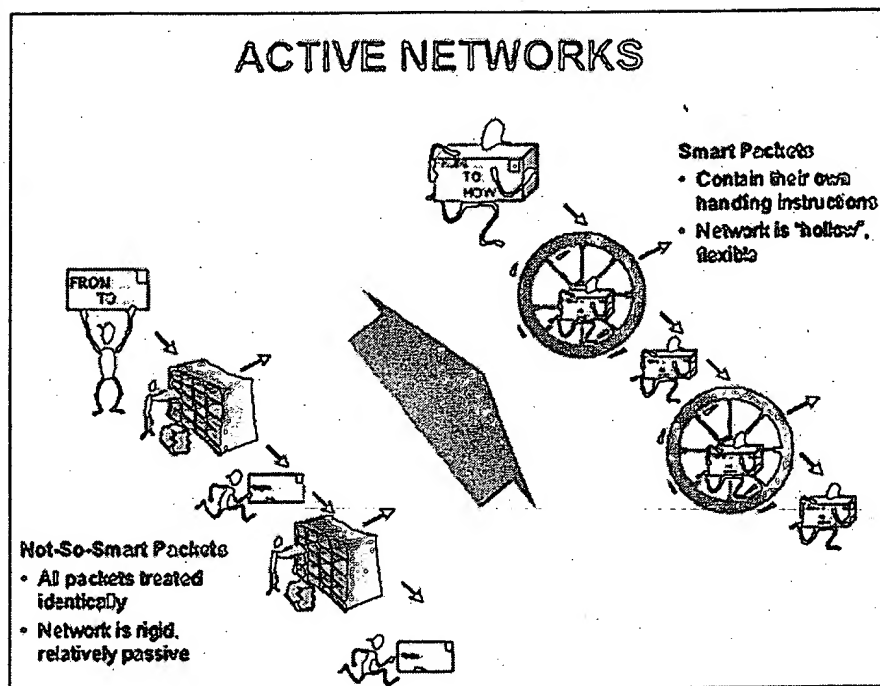 ACTIVE NETWORKS
Smart Packets
• Contain their own
handing instructions
• Network is "hollow",
flexible
TO
HOW
FROM
TO
Not-So-Smart Packets
• All packets treated
identically
• Network is rigid,
relatively passive